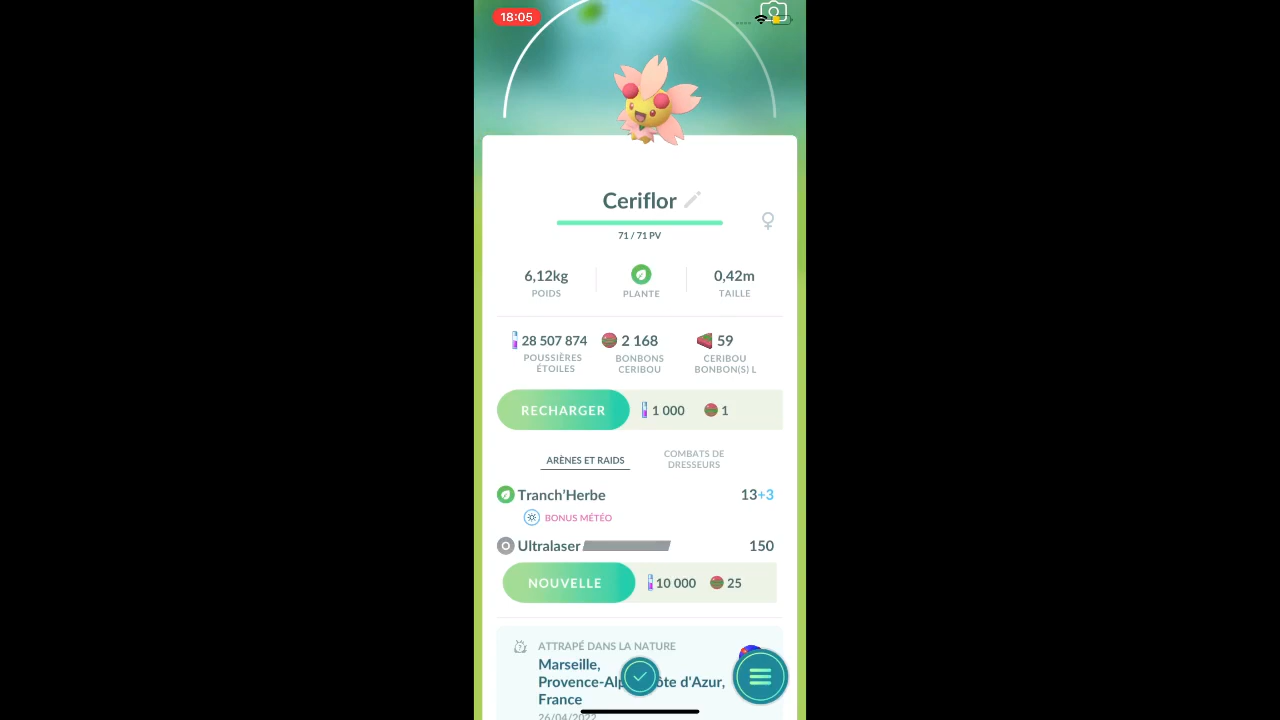 18:05
Ceriflor
71 / 71 PV
6,12kg
POIDS
PLANTE
0,42m
TAILLE
28 507 874
POUSSIÈRES
ÉTOILES
2 168
BONBONS
CERIBOU
59
CERIBOU
BONBON(S) L
RECHARGER 1 000 1
ARÈNES ET RAIDS
COMBATS DE
DRESSEURS
Tranch'Herbe 13+3
BONUS MÉTÉO
Ultralaser 150
NOUVELLE 10 000 25
ATTRAPÉ DANS LA NATURE
Marseille,
Provence-Alp ôte d'Azur,
France
26/04/2022